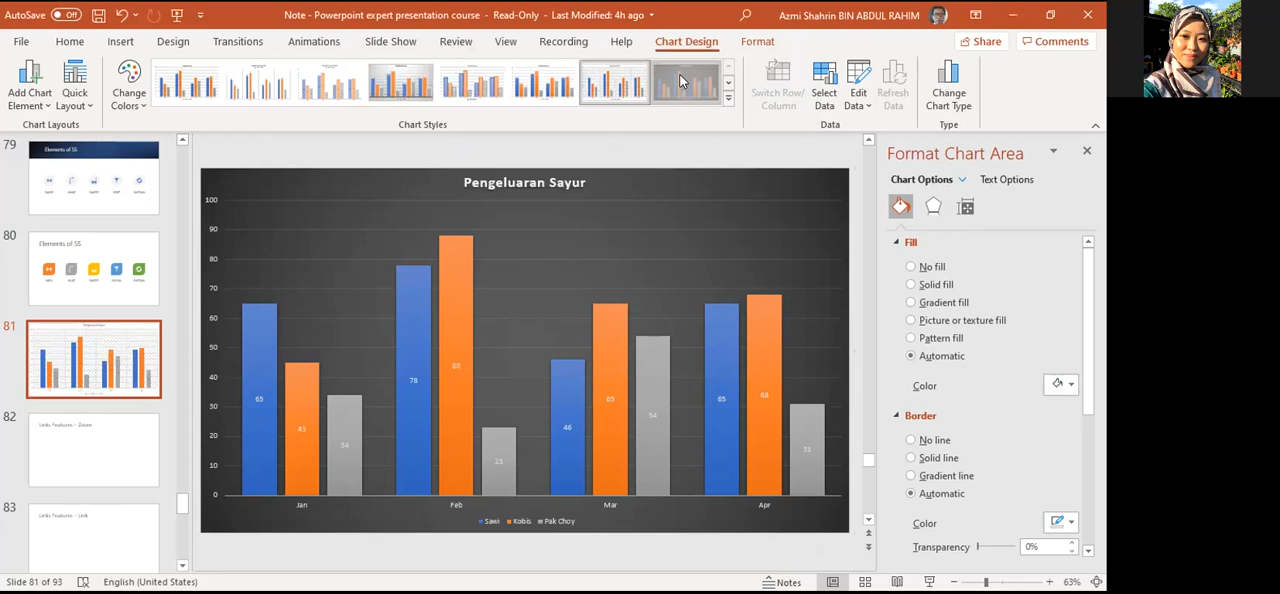 AutoSave Off Note - Powerpoint expert presentation course - Read-Only - Last Modified: 4h ago Azmi Shahrin BIN ABDUL RAHIM
File Home Insert Design Transitions Animations Slide Show Review View Recording Help Chart Design Format Share Comments
Add Chart Element Quick Layout Change Colors Switch Row/ Column Select Data Edit Data Refresh Data Change Chart Type
Chart Layouts Chart Styles Data Type
79
Elements of SS
80
Elements of SS
81
82
Links Features - Zoom
83
Links Features - Link
Pengeluaran Sayur
100
90
80
70
60
50
40
30
20
10
0
65 45 34
78 88 23
46 65 54
65 68 31
Jan Feb Mar Apr
Sawi Kobis Pak Choy
Format Chart Area
Chart Options Text Options
Fill
No fill
Solid fill
Gradient fill
Picture or texture fill
Pattern fill
Automatic
Color
Border
No line
Solid line
Gradient line
Automatic
Color
Transparency 0%
Slide 81 of 93 English (United States) Notes 63%